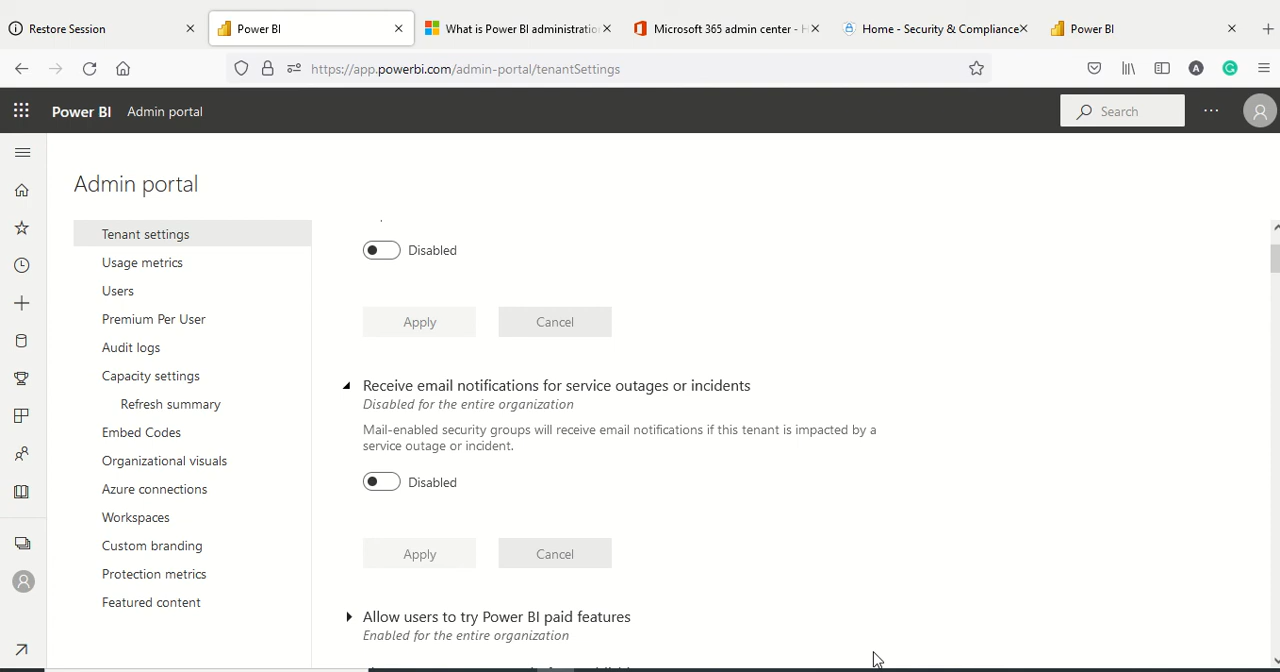 Restore Session
Power BI
What is Power BI administration
Microsoft 365 admin center - H
Home - Security & Compliance
Power BI
https://app.powerbi.com/admin-portal/tenantSettings
A
G
Power BI
Admin portal
Search
Admin portal
Tenant settings
Usage metrics
Users
Premium Per User
Audit logs
Capacity settings
Refresh summary
Embed Codes
Organizational visuals
Azure connections
Workspaces
Custom branding
Protection metrics
Featured content
Disabled
Apply
Cancel
Receive email notifications for service outages or incidents
Disabled for the entire organization
Mail-enabled security groups will receive email notifications if this tenant is impacted by a
service outage or incident.
Disabled
Apply
Cancel
Allow users to try Power BI paid features
Enabled for the entire organization